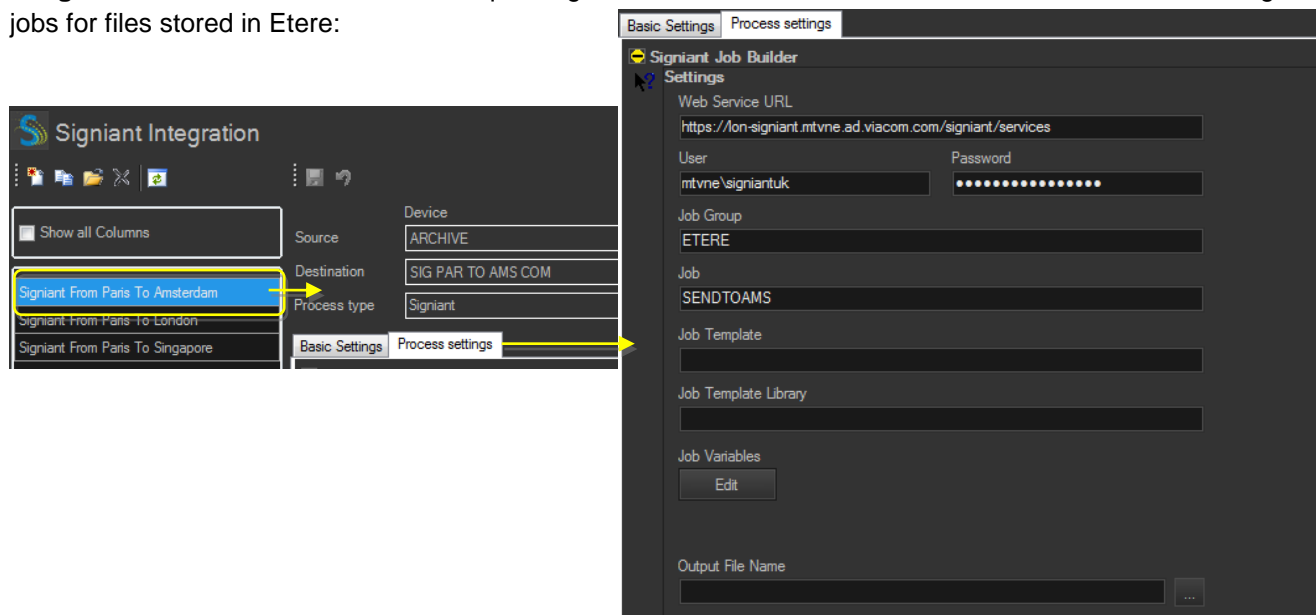 jobs for files stored in Etere:
Signiant Integration
Show all Columns
Signiant From Paris To Amsterdam
Signiant From Paris To London
Signiant From Paris To Singapore
Device
Source
ARCHIVE
Destination
SIG PAR TO AMS COM
Process type
Signiant
Basic Settings Process settings
Basic Settings Process settings
Signiant Job Builder
Settings
Web Service URL
https://lon-signiant.mtvne.ad.viacom.com/signiant/services
User Password
mtvne\signiantuk ••••••••••••••••
Job Group
ETERE
Job
SENDTOAMS
Job Template
Job Template Library
Job Variables
Edit
Output File Name
...